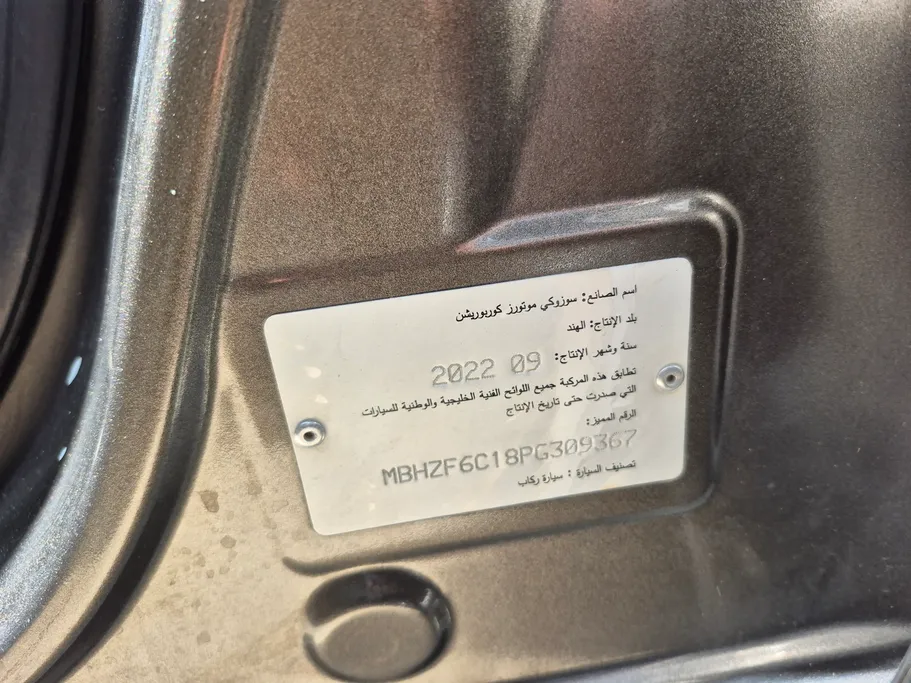 اسم الصانع: سوزوكي موتورز كوربوريشن
بلد الإنتاج: الهند
سنة وشهر الإنتاج: 2022 09
تطابق هذه المركبة جميع اللوائح الفنية الخليجية والوطنية للسيارات
التي صدرت حتى تاريخ الإنتاج
الرقم المميز:
MBHZF6C18PG309367
تصنيف السيارة : سيارة ركاب